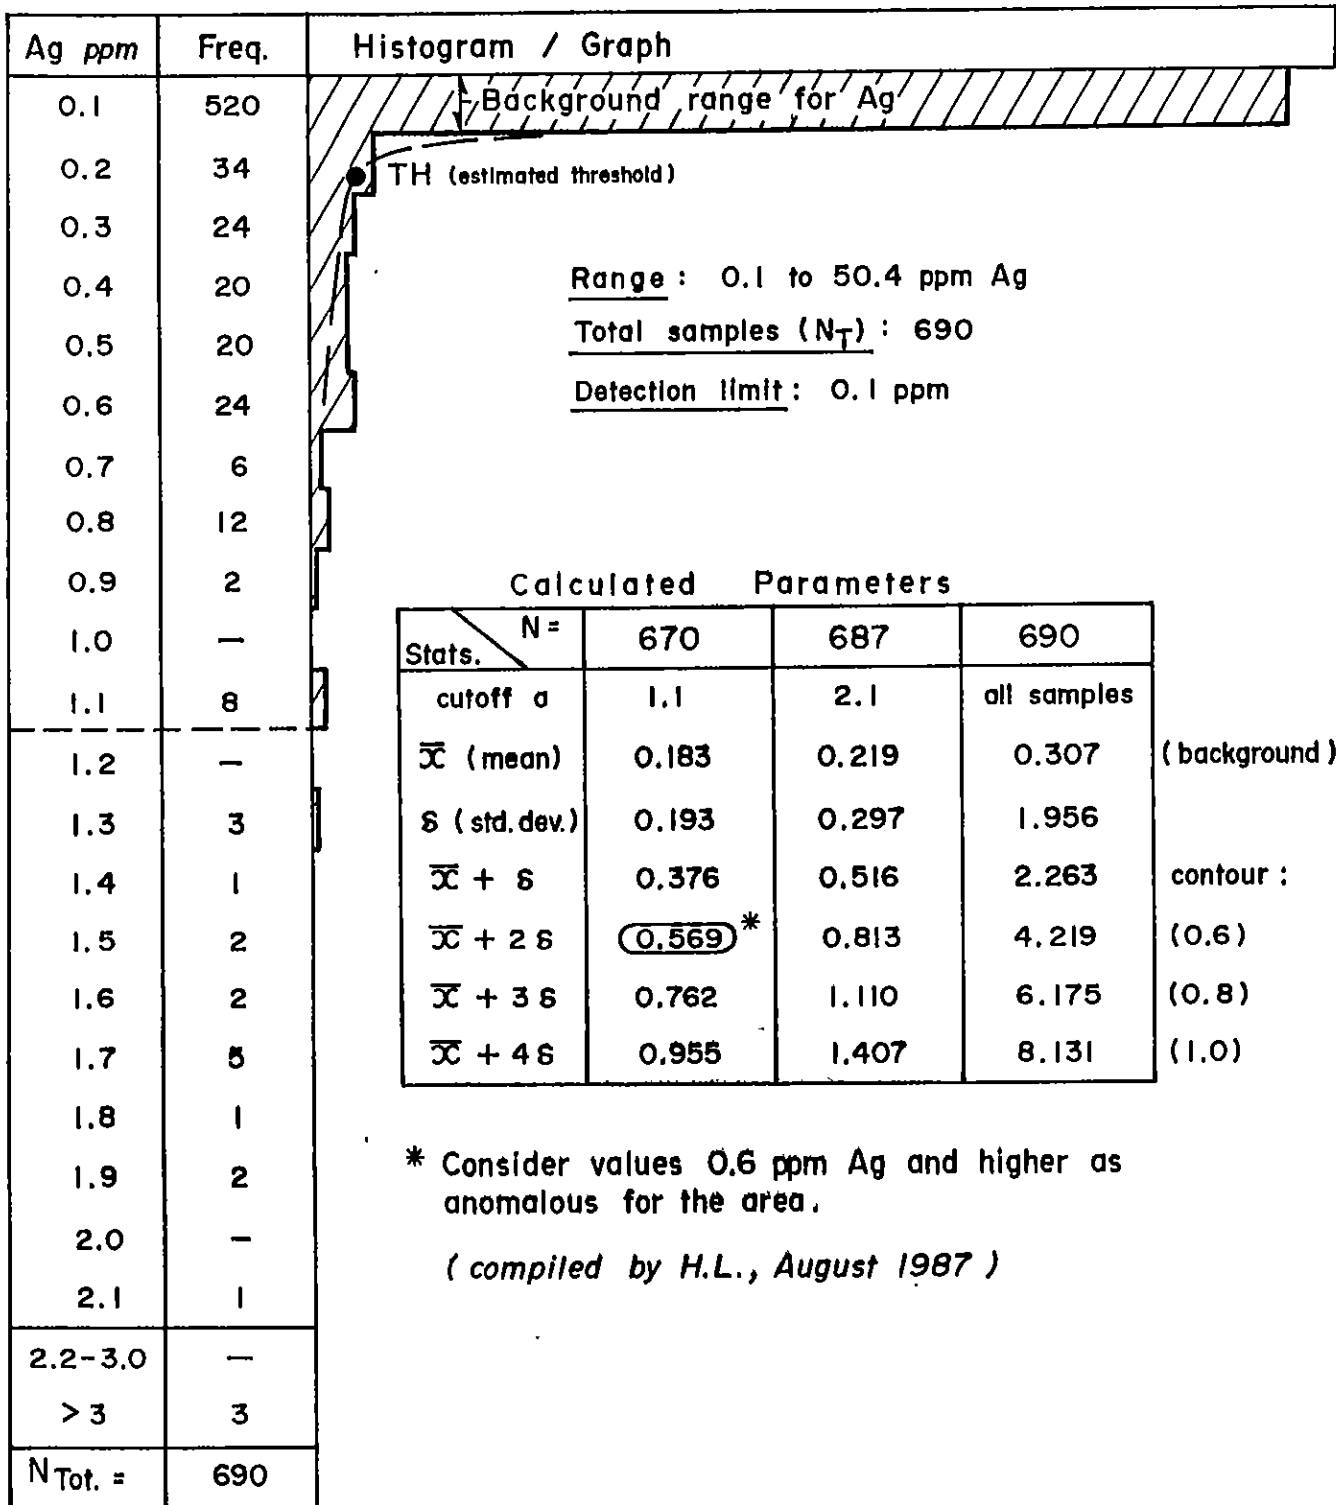 Ag ppm Freq. Histogram / Graph
0.1 520 Background range for Ag
0.2 34 TH (estimated threshold)
0.3 24
0.4 20
0.5 20
0.6 24
0.7 6
0.8 12
0.9 2
1.0 —
1.1 8
1.2 —
1.3 3
1.4 1
1.5 2
1.6 2
1.7 5
1.8 1
1.9 2
2.0 —
2.1 1
2.2-3.0 —
> 3 3
N Tot. = 690
Range : 0.1 to 50.4 ppm Ag
Total samples (NT) : 690
Detection limit : 0.1 ppm
Calculated Parameters
Stats. N = 670 687 690
cutoff a 1.1 2.1 all samples
x̄ (mean) 0.183 0.219 0.307 (background)
δ (std.dev.) 0.193 0.297 1.956
x̄ + δ 0.376 0.516 2.263 contour :
x̄ + 2δ 0.569 * 0.813 4.219 (0.6)
x̄ + 3δ 0.762 1.110 6.175 (0.8)
x̄ + 4δ 0.955 1.407 8.131 (1.0)
* Consider values 0.6 ppm Ag and higher as
anomalous for the area.
( compiled by H.L., August 1987 )